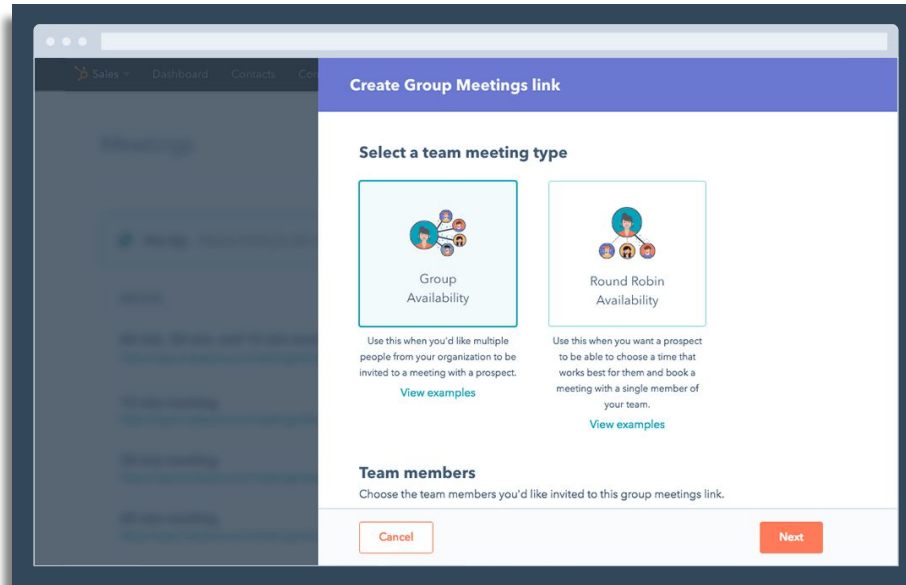 Sales
Dashboard
Contacts
Meetings
Create Group Meetings link
Select a team meeting type
Group
Availability
Use this when you'd like multiple
people from your organization to be
invited to a meeting with a prospect.
View examples
Round Robin
Availability
Use this when you want a prospect
to be able to choose a time that
works best for them and book a
meeting with a single member of
your team.
View examples
Team members
Choose the team members you'd like invited to this group meetings link.
Cancel
Next